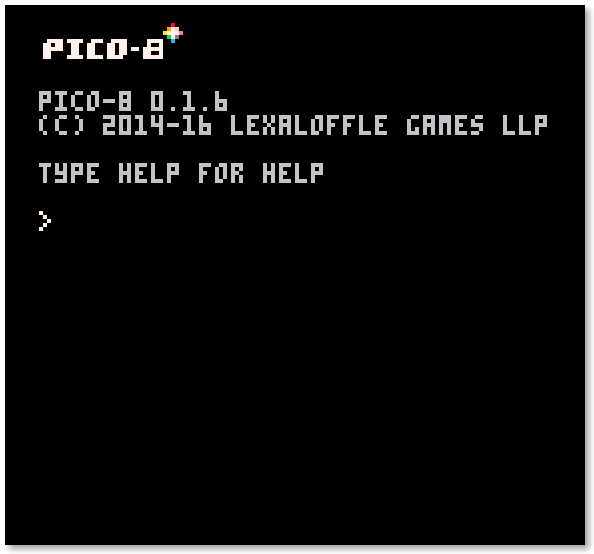 PICO-8
PICO-8 0.1.6
(C) 2014-16 LEXALOFFLE GAMES LLP
TYPE HELP FOR HELP
>